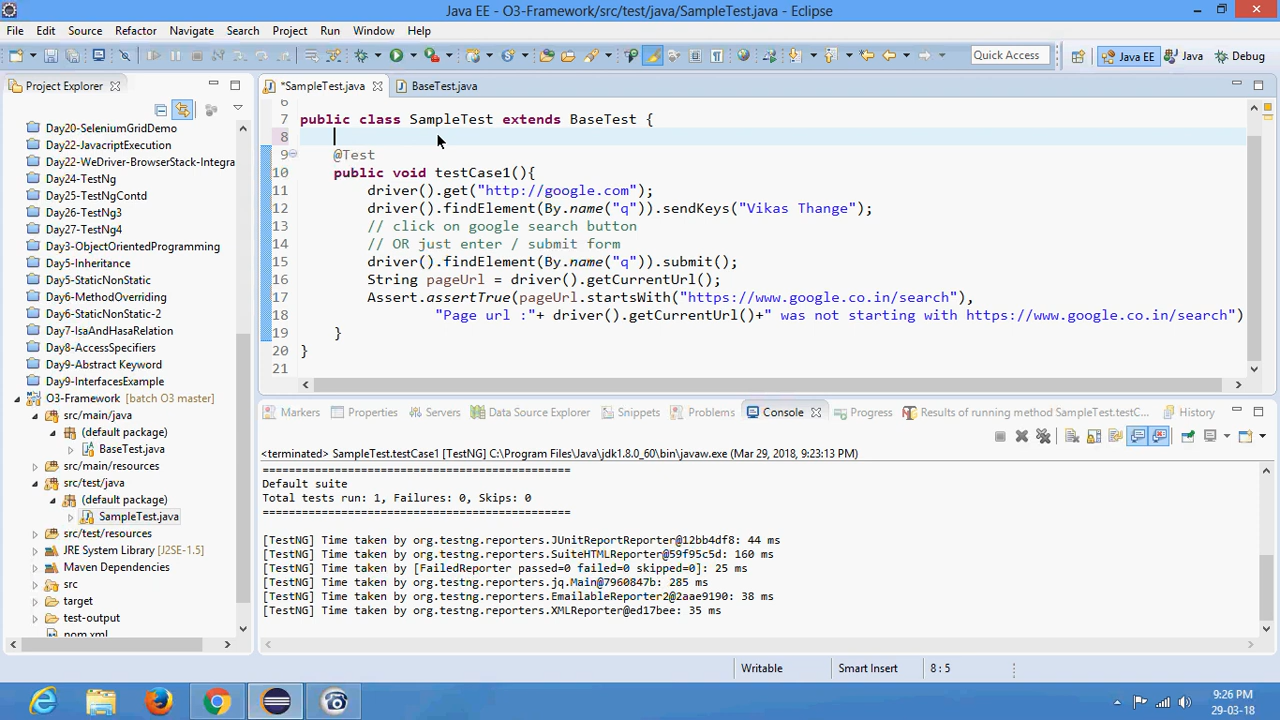 Java EE - O3-Framework/src/test/java/SampleTest.java - Eclipse
File Edit Source Refactor Navigate Search Project Run Window Help
Quick Access
Java EE
Java
Debug
Project Explorer
Day20-SeleniumGridDemo
Day22-JavacriptExecution
Day22-WeDriver-BrowserStack-Integra
Day24-TestNg
Day25-TestNgContd
Day26-TestNg3
Day27-TestNg4
Day3-ObjectOrientedProgramming
Day5-Inheritance
Day5-StaticNonStatic
Day6-MethodOverriding
Day6-StaticNonStatic-2
Day7-IsaAndHasaRelation
Day8-AccessSpecifiers
Day9-Abstract Keyword
Day9-InterfacesExample
O3-Framework [batch O3 master]
src/main/java
(default package)
BaseTest.java
src/main/resources
src/test/java
(default package)
SampleTest.java
src/test/resources
JRE System Library [J2SE-1.5]
Maven Dependencies
src
target
test-output
pom.xml
*SampleTest.java
BaseTest.java
6
7 public class SampleTest extends BaseTest {
8
9 @Test
10 public void testCase1(){
11 driver().get("http://google.com");
12 driver().findElement(By.name("q")).sendKeys("Vikas Thange");
13 // click on google search button
14 // OR just enter / submit form
15 driver().findElement(By.name("q")).submit();
16 String pageUrl = driver().getCurrentUrl();
17 Assert.assertTrue(pageUrl.startsWith("https://www.google.co.in/search"),
18 "Page url :"+ driver().getCurrentUrl()+" was not starting with https://www.google.co.in/search")
19 }
20 }
21
Markers Properties Servers Data Source Explorer Snippets Problems Console Progress Results of running method SampleTest.testC... History
<terminated> SampleTest.testCase1 [TestNG] C:\Program Files\Java\jdk1.8.0_60\bin\javaw.exe (Mar 29, 2018, 9:23:13 PM)
===============================================
Default suite
Total tests run: 1, Failures: 0, Skips: 0
===============================================
[TestNG] Time taken by org.testng.reporters.JUnitReportReporter@12bb4df8: 44 ms
[TestNG] Time taken by org.testng.reporters.SuiteHTMLReporter@59f95c5d: 160 ms
[TestNG] Time taken by [FailedReporter passed=0 failed=0 skipped=0]: 25 ms
[TestNG] Time taken by org.testng.reporters.jq.Main@7960847b: 285 ms
[TestNG] Time taken by org.testng.reporters.EmailableReporter2@2aae9190: 38 ms
[TestNG] Time taken by org.testng.reporters.XMLReporter@ed17bee: 35 ms
Writable
Smart Insert
8 : 5
9:26 PM
29-03-18